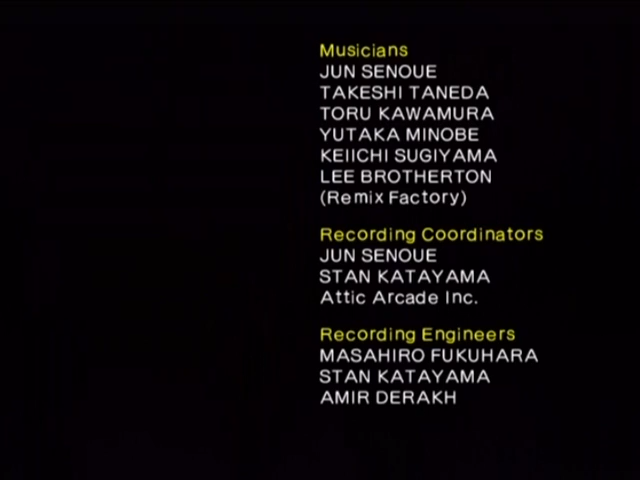 Musicians
JUN SENOUE
TAKESHI TANEDA
TORU KAWAMURA
YUTAKA MINOBE
KEIICHI SUGIYAMA
LEE BROTHERTON
(Remix Factory)
Recording Coordinators
JUN SENOUE
STAN KATAYAMA
Attic Arcade Inc.
Recording Engineers
MASAHIRO FUKUHARA
STAN KATAYAMA
AMIR DERAKH